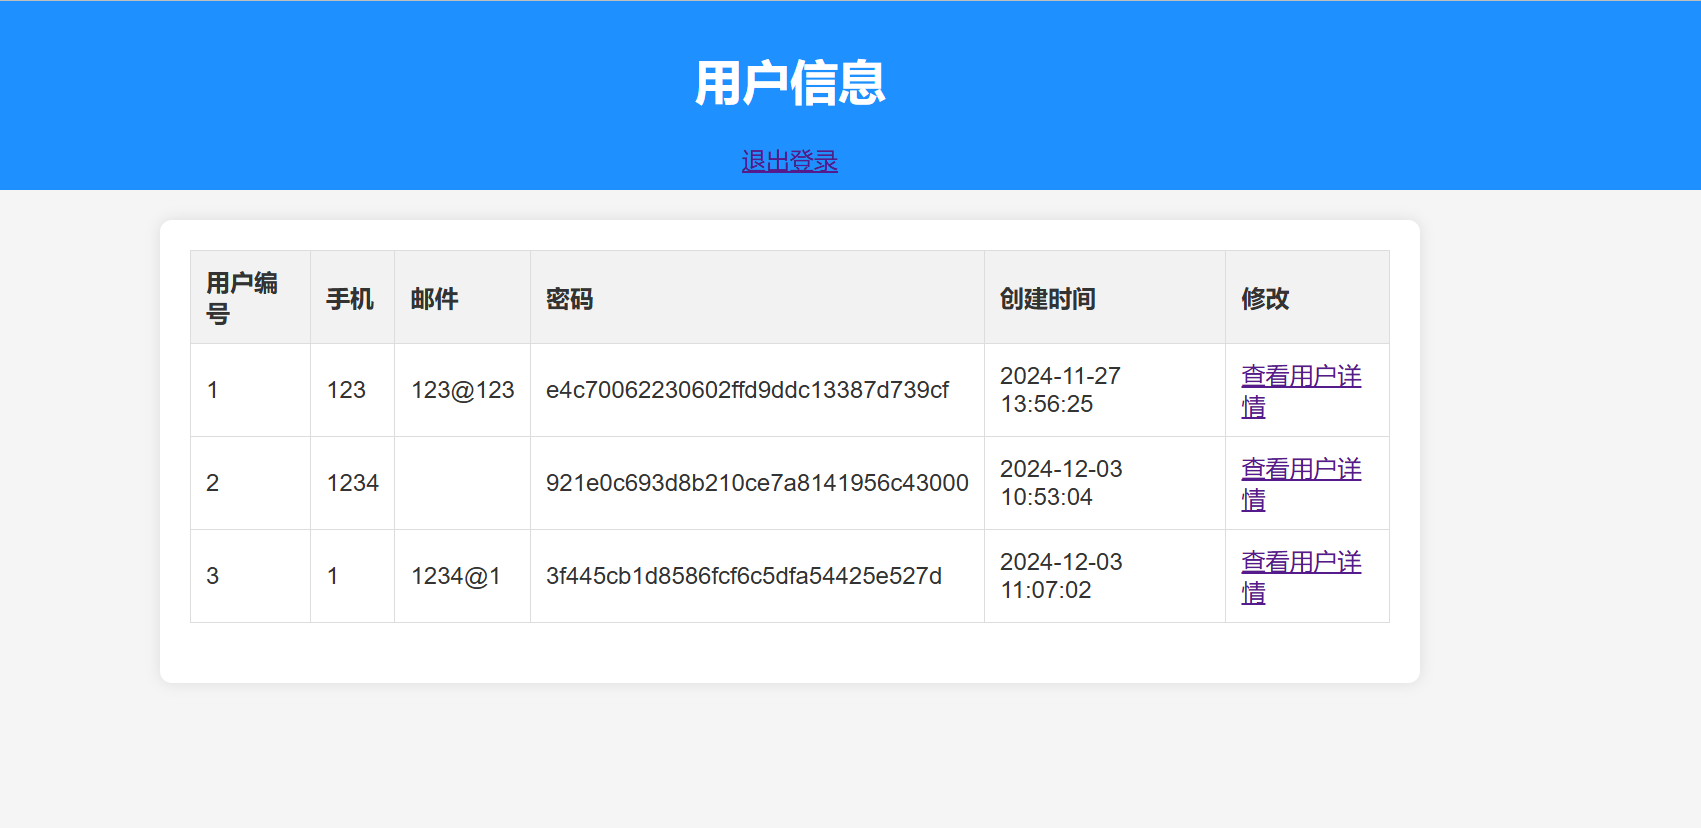 用户信息
退出登录
用户编号 手机 邮件 密码 创建时间 修改
1 123 123@123 e4c70062230602ffd9ddc13387d739cf 2024-11-27 13:56:25 查看用户详情
2 1234 921e0c693d8b210ce7a8141956c43000 2024-12-03 10:53:04 查看用户详情
3 1 1234@1 3f445cb1d8586fcf6c5dfa54425e527d 2024-12-03 11:07:02 查看用户详情